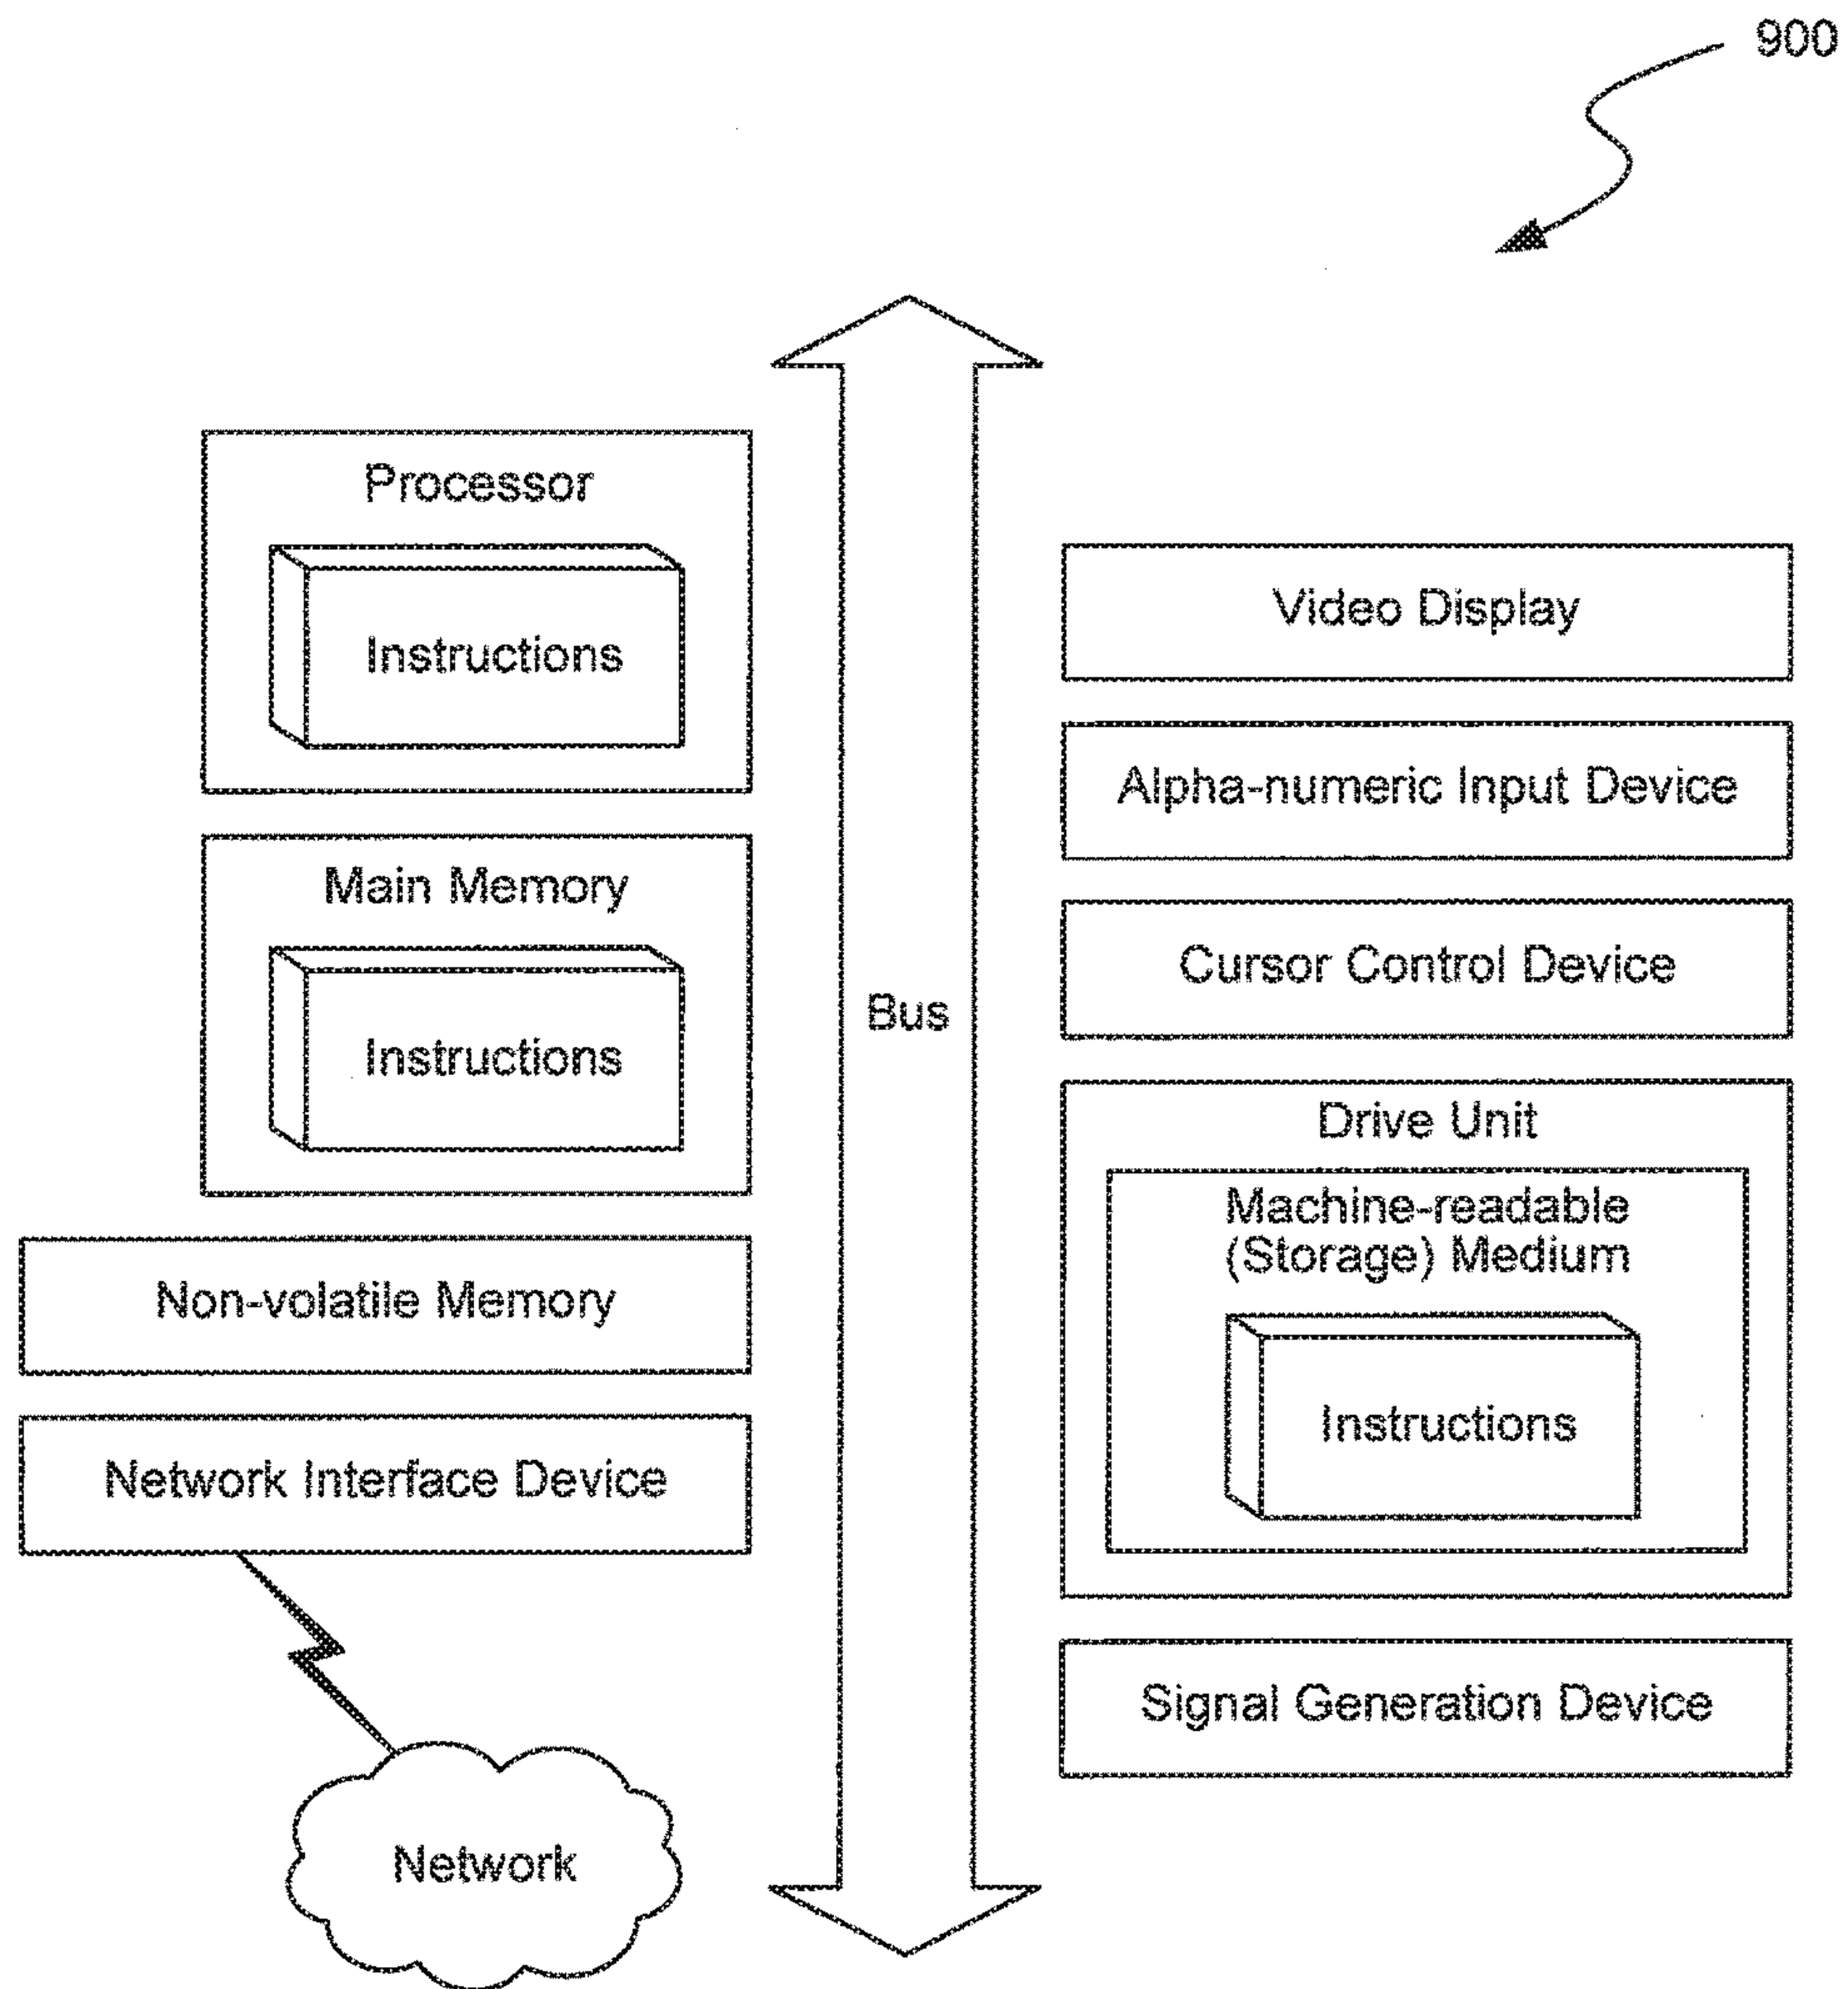 900
Processor
Instructions
Main Memory
Instructions
Non-volatile Memory
Network Interface Device
Network
Bus
Video Display
Alpha-numeric Input Device
Cursor Control Device
Drive Unit
Machine-readable
(Storage) Medium
Instructions
Signal Generation Device